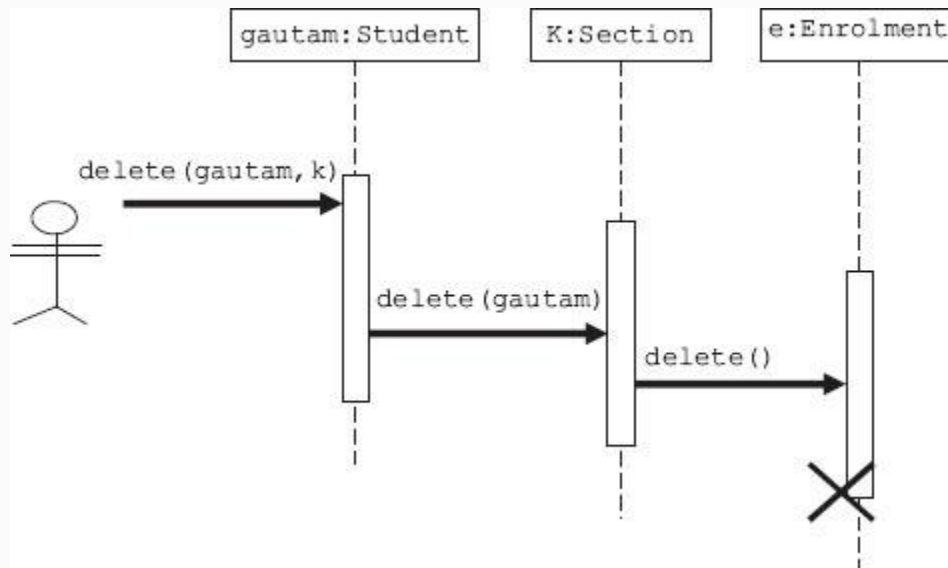 gautam:Student
K:Section
e:Enrolment
delete(gautam,k)
delete(gautam)
delete()